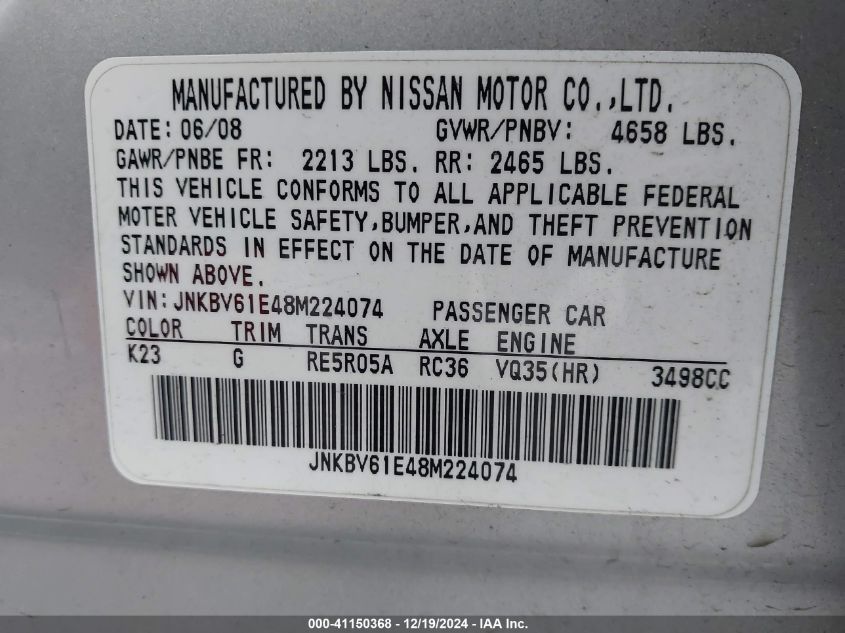 MANUFACTURED BY NISSAN MOTOR CO.,LTD.
DATE: 06/08 GVWR/PNBV: 4658 LBS.
GAWR/PNBE FR: 2213 LBS. RR: 2465 LBS.
THIS VEHICLE CONFORMS TO ALL APPLICABLE FEDERAL
MOTER VEHICLE SAFETY,BUMPER,AND THEFT PREVENTION
STANDARDS IN EFFECT ON THE DATE OF MANUFACTURE
SHOWN ABOVE.
VIN:JNKBV61E48M224074 PASSENGER CAR
COLOR TRIM TRANS AXLE ENGINE
K23 G RE5R05A RC36 VQ35(HR) 3498CC
JNKBV61E48M224074
000-41150368 - 12/19/2024 - IAA Inc.